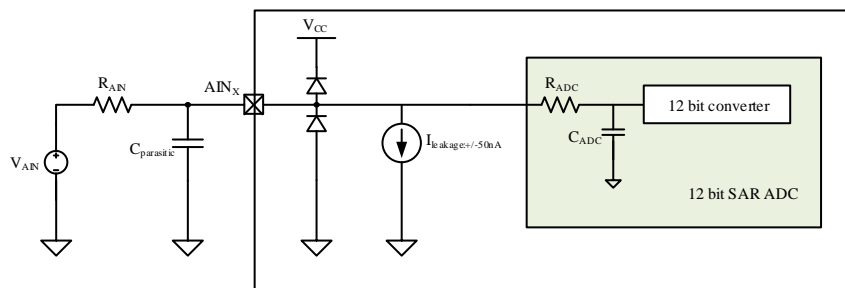 V_CC
R_AIN
AIN_X
R_ADC
12 bit converter
C_parasitic
I_leakage:+/-50nA
C_ADC
V_AIN
12 bit SAR ADC